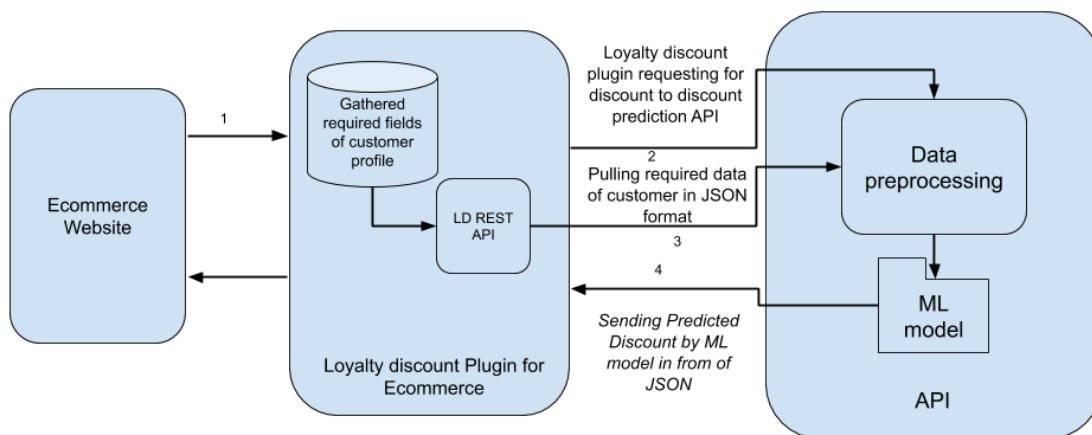 Ecommerce
Website
1
Gathered
required fields
of customer
profile
LD REST
API
Loyalty discount Plugin for
Ecommerce
Loyalty discount
plugin requesting for
discount to discount
prediction API
2
Pulling required data
of customer in JSON
format
3
4
Sending Predicted
Discount by ML
model in from of
JSON
Data
preprocessing
ML
model
API